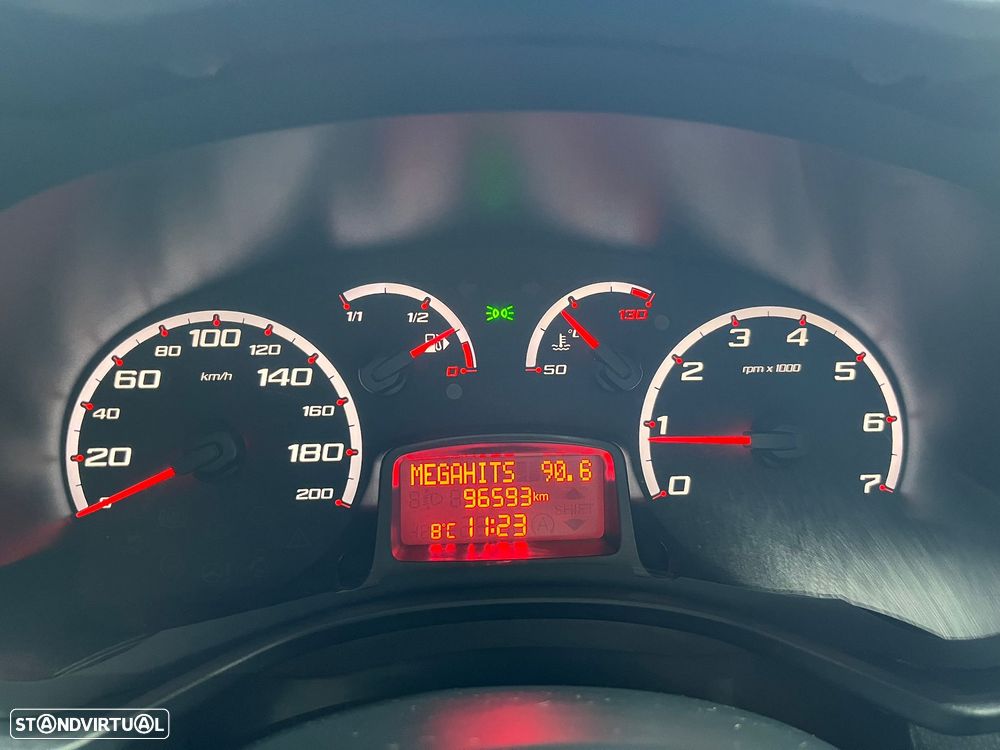 0 20 40 60 80 100 120 140 160 180 200
km/h
1/1 1/2 0
50 130
°C
0 1 2 3 4 5 6 7
rpm x 1000
MEGAHITS 90.6
96593km
SHIFT
8°C 11:23
A
STANDVIRTUAL